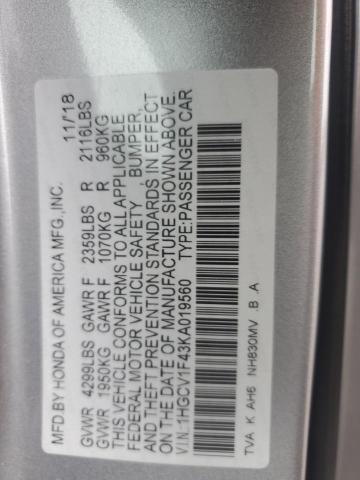 MFD.BY HONDA OF AMERICA MFG.,INC. 11/18
GVWR 4299LBS GAWR F 2359LBS R 2116LBS
GVWR 1950KG GAWR F 1070KG R 960KG
THIS VEHICLE CONFORMS TO ALL APPLICABLE
FEDERAL MOTOR VEHICLE SAFETY , BUMPER,
AND THEFT PREVENTION STANDARDS IN EFFECT
ON THE DATE OF MANUFACTURE SHOWN ABOVE.
V.I.N.:1HGCV1F43KA019560 TYPE:PASSENGER CAR
TVA K AH6 NH830MV .B .A